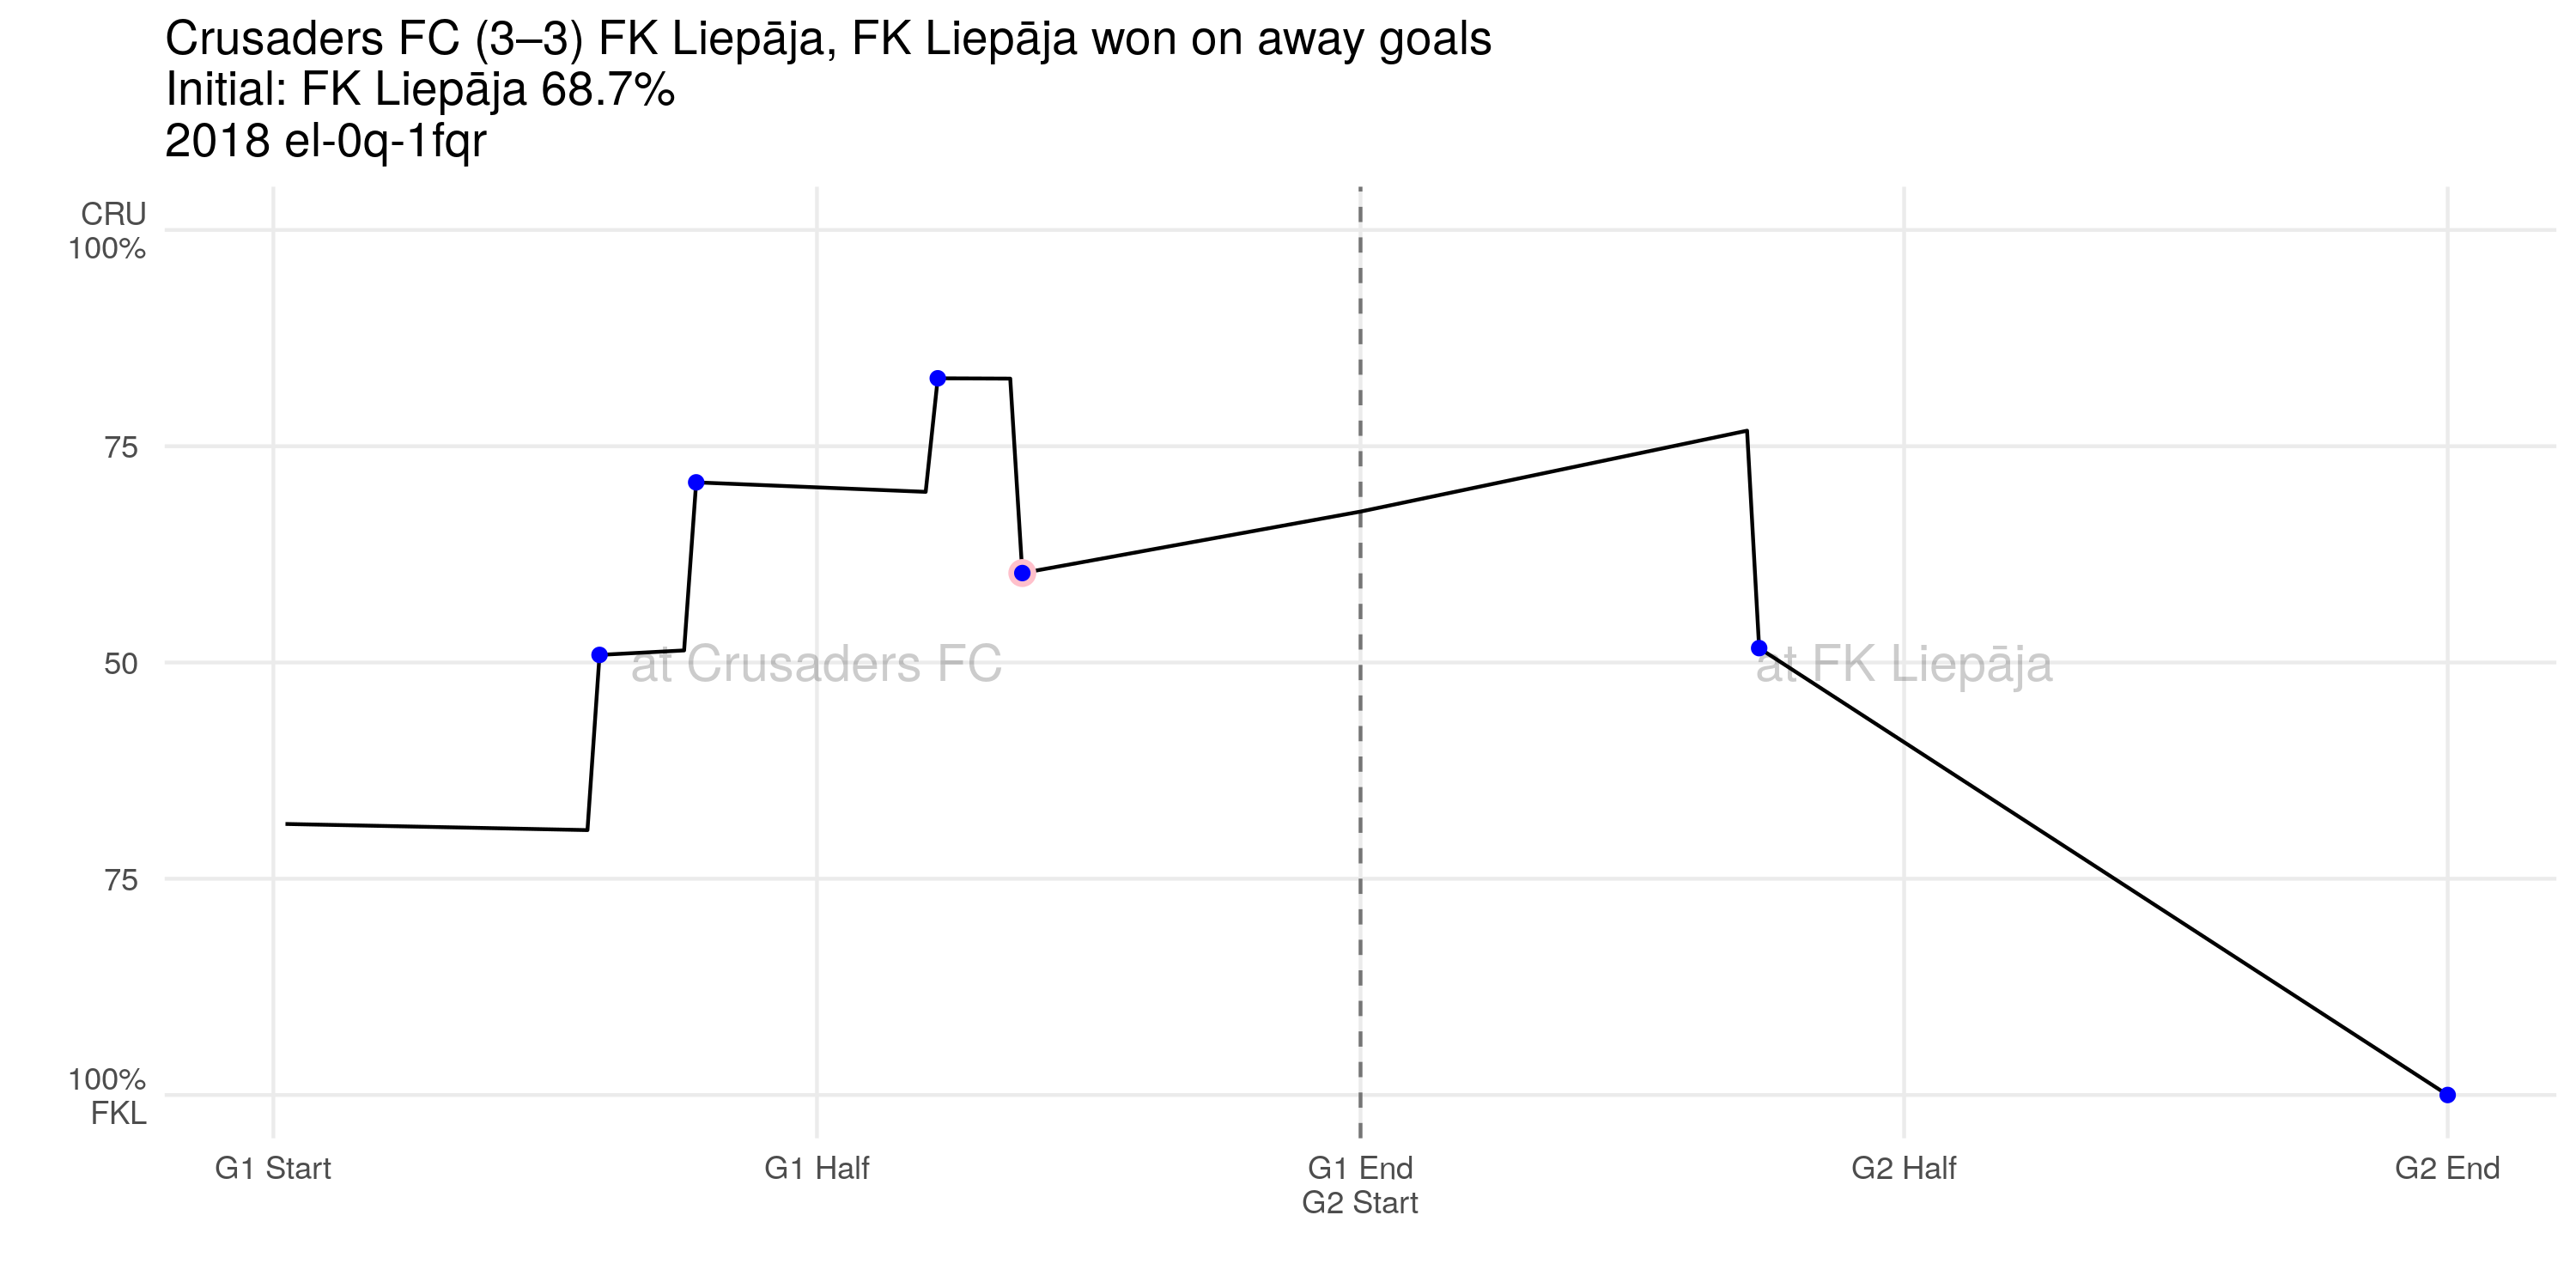 Crusaders FC (3–3) FK Liepāja, FK Liepāja won on away goals
Initial: FK Liepāja 68.7%
2018 el-0q-1fqr
CRU
100%
75
50
75
100%
FKL
at Crusaders FC
at FK Liepāja
G1 Start
G1 Half
G1 End
G2 Start
G2 Half
G2 End